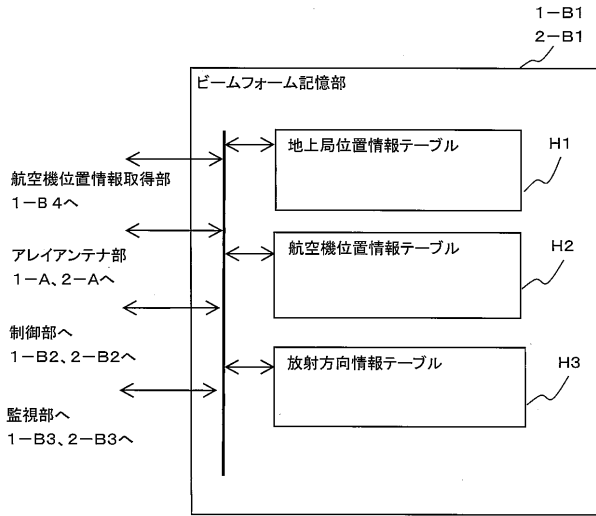 1-B1
2-B1
ビームフォーム記憶部
地上局位置情報テーブル
H1
航空機位置情報取得部
1-B4へ
アレイアンテナ部
1-A、2-Aへ
航空機位置情報テーブル
H2
制御部へ
1-B2、2-B2へ
放射方向情報テーブル
H3
監視部へ
1-B3、2-B3へ